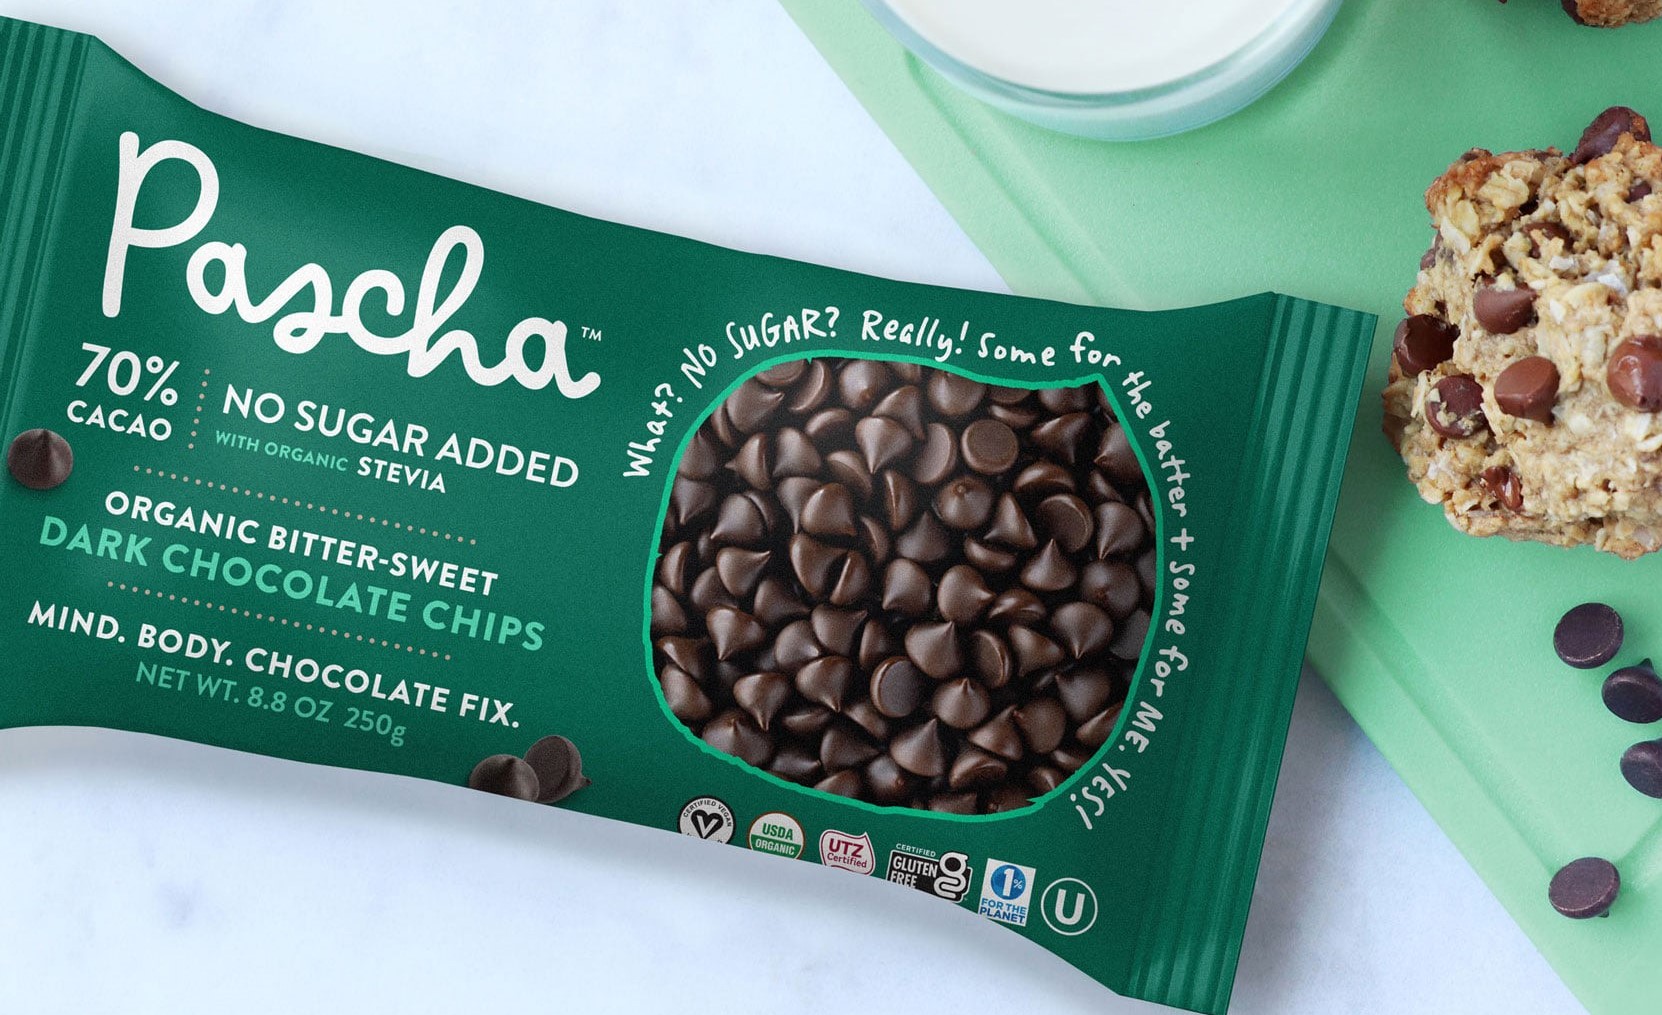 Pascha™
70%
CACAO
NO SUGAR ADDED
WITH ORGANIC STEVIA
ORGANIC BITTER-SWEET
DARK CHOCOLATE CHIPS
MIND. BODY. CHOCOLATE FIX.
NET WT. 8.8 OZ 250g
What? NO SUGAR? Really! Some for the batter + Some for ME. YES!
CERTIFIED VEGAN
V
USDA
ORGANIC
UTZ
Certified
CERTIFIED
GLUTEN
FREE
g
1%
FOR THE
PLANET
U